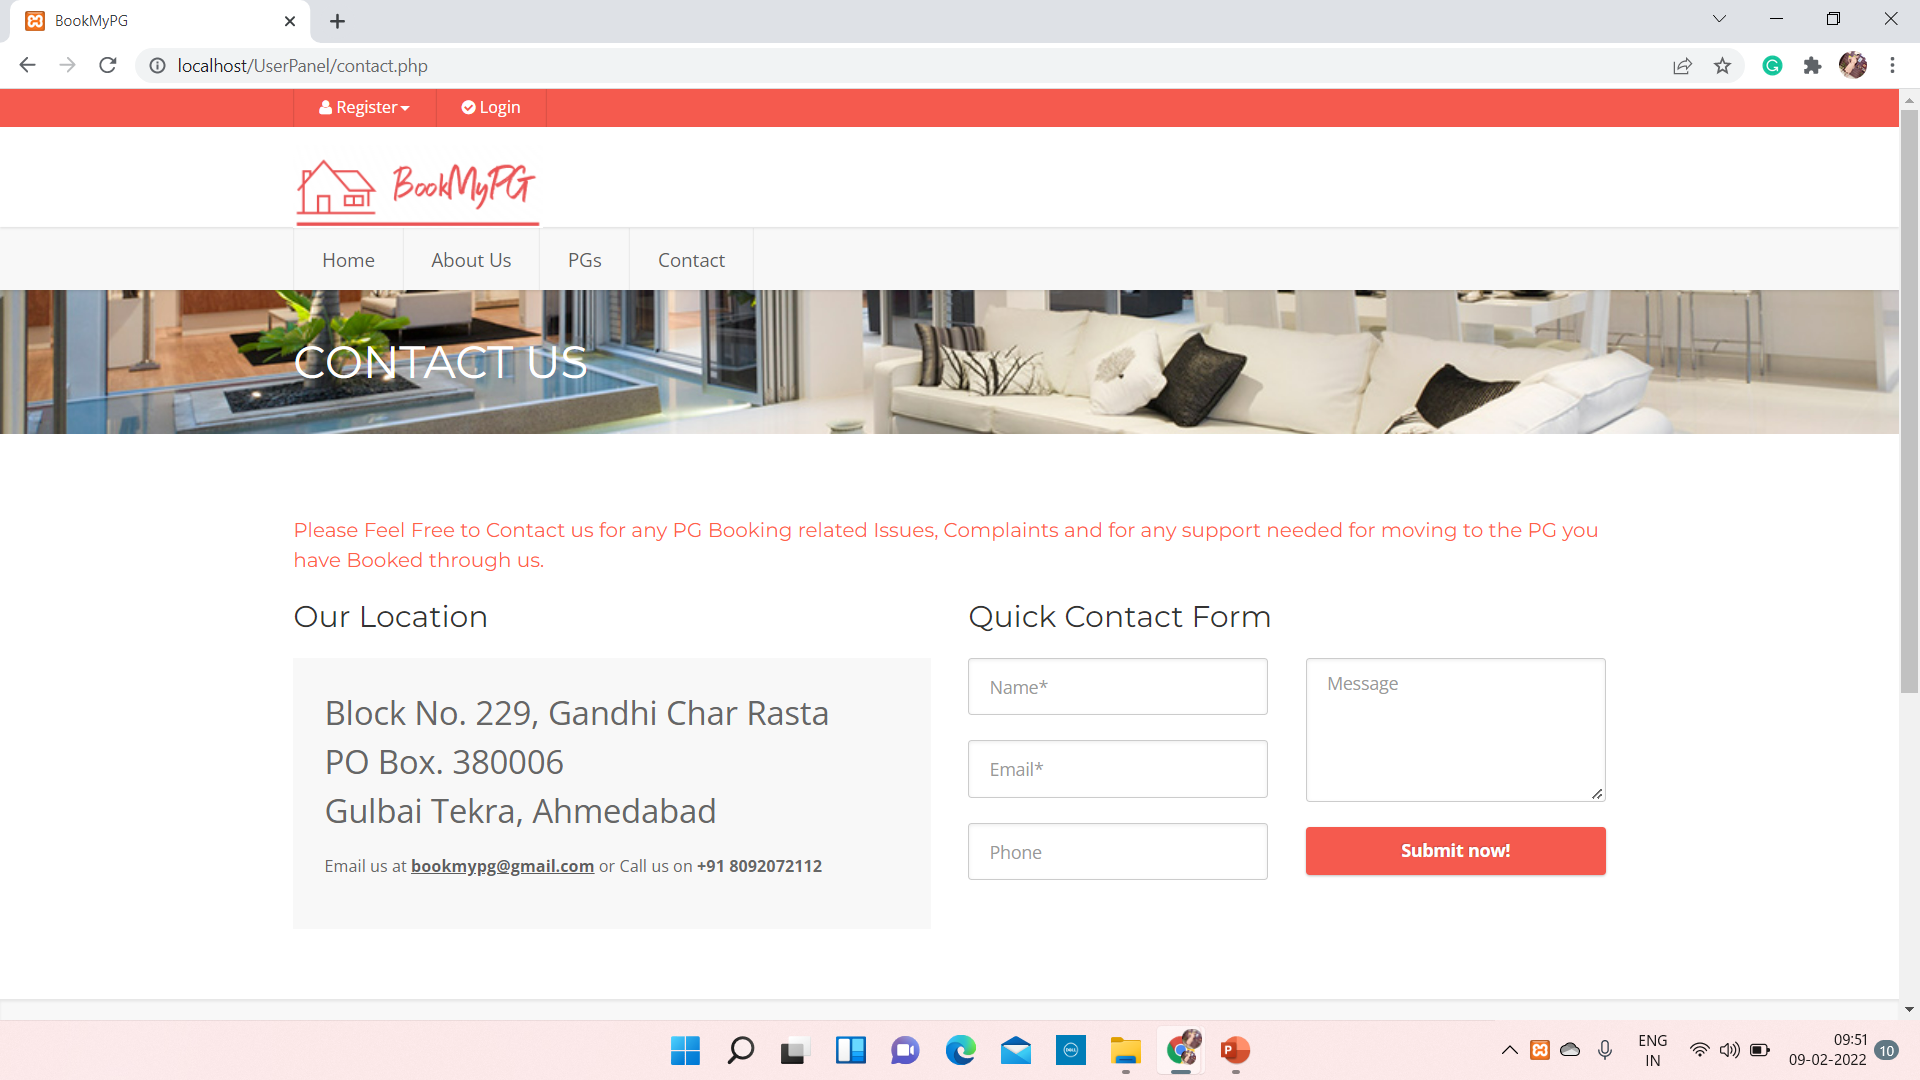 BookMyPG
localhost/UserPanel/contact.php
Register
Login
BookMyPG
Home
About Us
PGs
Contact
CONTACT US
Please Feel Free to Contact us for any PG Booking related Issues, Complaints and for any support needed for moving to the PG you
have Booked through us.
Our Location
Block No. 229, Gandhi Char Rasta
PO Box. 380006
Gulbai Tekra, Ahmedabad
Email us at bookmypg@gmail.com or Call us on +91 8092072112
Quick Contact Form
Name*
Email*
Phone
Message
Submit now!
DELL
P
ENG
IN
09:51
09-02-2022
10